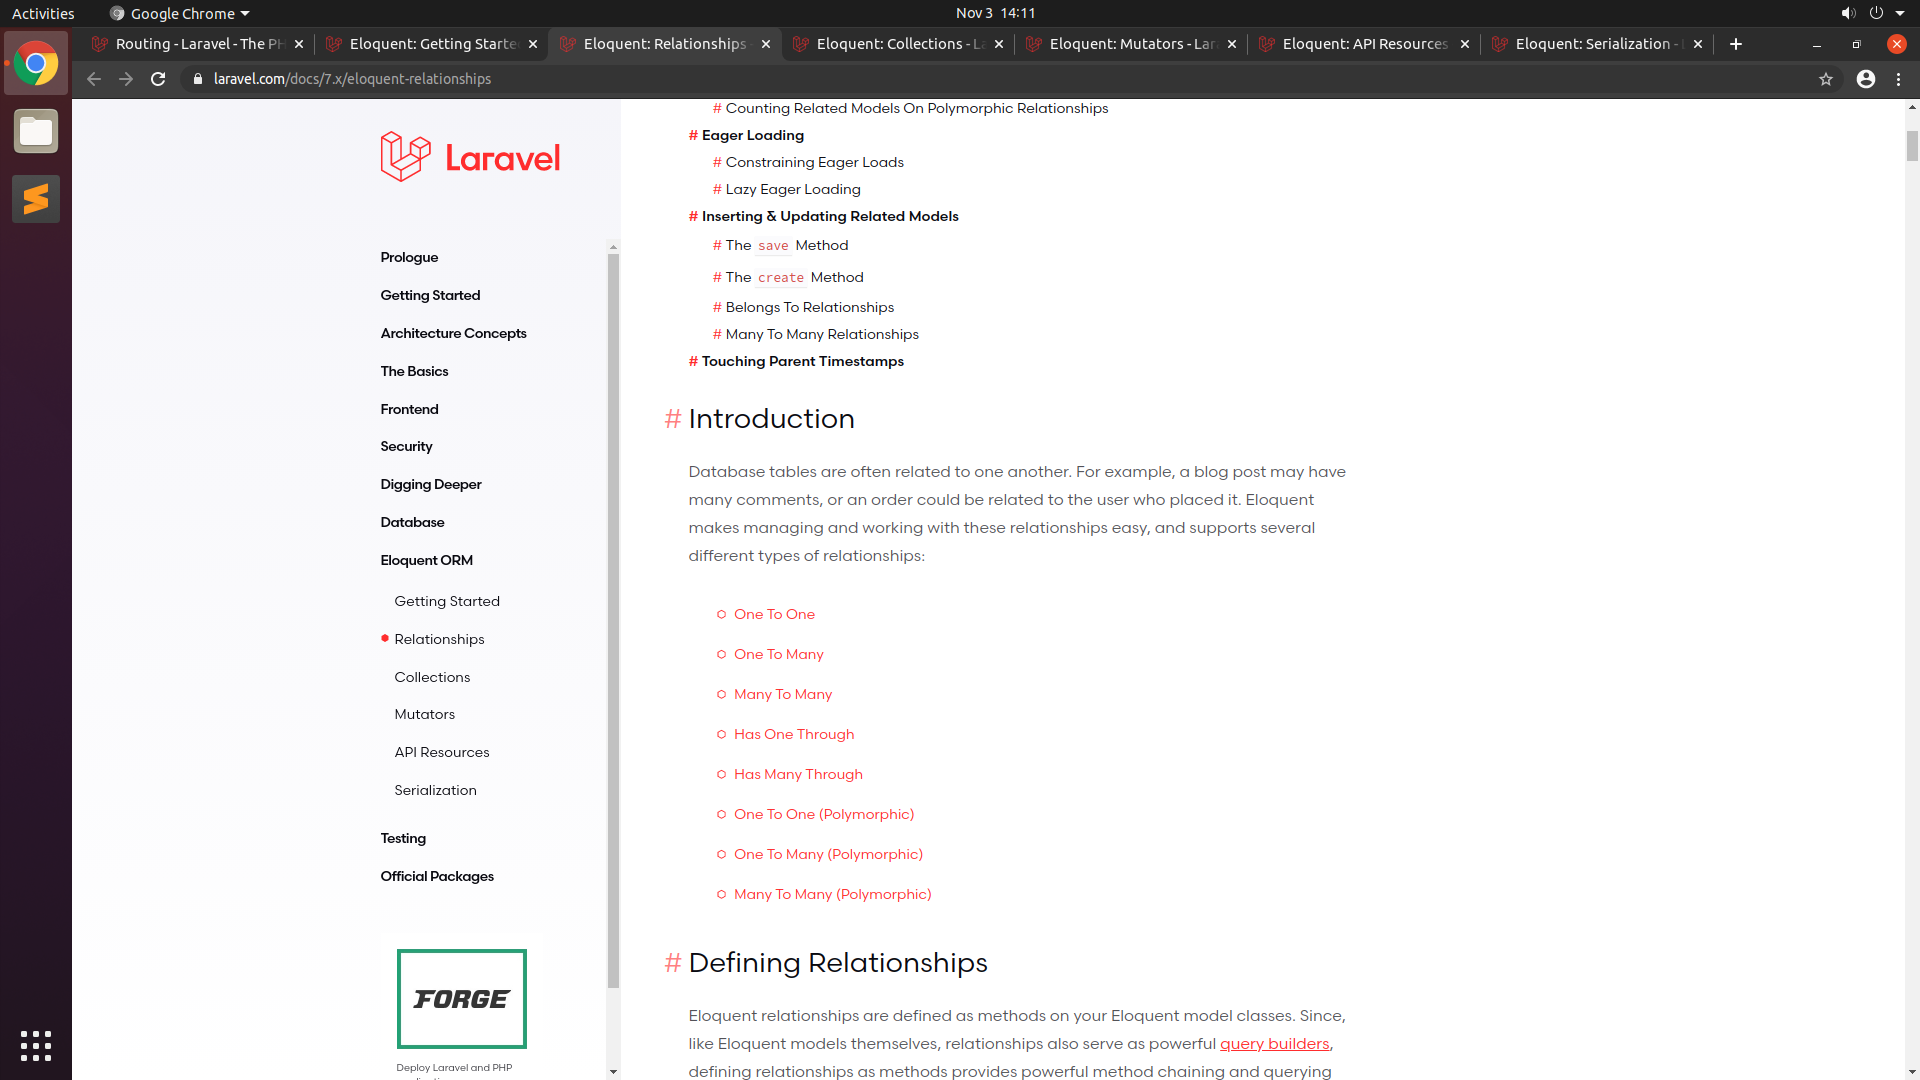 Activities
Google Chrome
Nov 3 14:11
Routing - Laravel - The PH
Eloquent: Getting Starte
Eloquent: Relationships
Eloquent: Collections - La
Eloquent: Mutators - Lar
Eloquent: API Resources
Eloquent: Serialization - L
laravel.com/docs/7.x/eloquent-relationships
Laravel
Prologue
Getting Started
Architecture Concepts
The Basics
Frontend
Security
Digging Deeper
Database
Eloquent ORM
Getting Started
Relationships
Collections
Mutators
API Resources
Serialization
Testing
Official Packages
FORGE
Deploy Laravel and PHP
# Counting Related Models On Polymorphic Relationships
# Eager Loading
# Constraining Eager Loads
# Lazy Eager Loading
# Inserting & Updating Related Models
# The save Method
# The create Method
# Belongs To Relationships
# Many To Many Relationships
# Touching Parent Timestamps
# Introduction
Database tables are often related to one another. For example, a blog post may have
many comments, or an order could be related to the user who placed it. Eloquent
makes managing and working with these relationships easy, and supports several
different types of relationships:
One To One
One To Many
Many To Many
Has One Through
Has Many Through
One To One (Polymorphic)
One To Many (Polymorphic)
Many To Many (Polymorphic)
# Defining Relationships
Eloquent relationships are defined as methods on your Eloquent model classes. Since,
like Eloquent models themselves, relationships also serve as powerful query builders,
defining relationships as methods provides powerful method chaining and querying